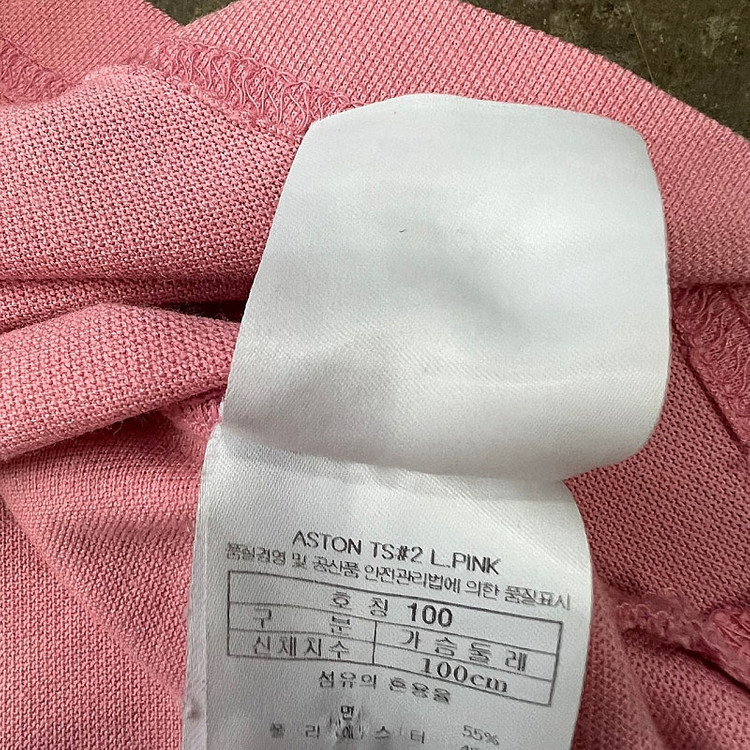 ASTON TS#2 L.PINK
품질경영 및 공산품 안전관리법에 의한 품질표시
호 칭 100
구 분 가슴둘레
신체치수 100cm
섬유의 혼용율
면 55%
폴리에스터